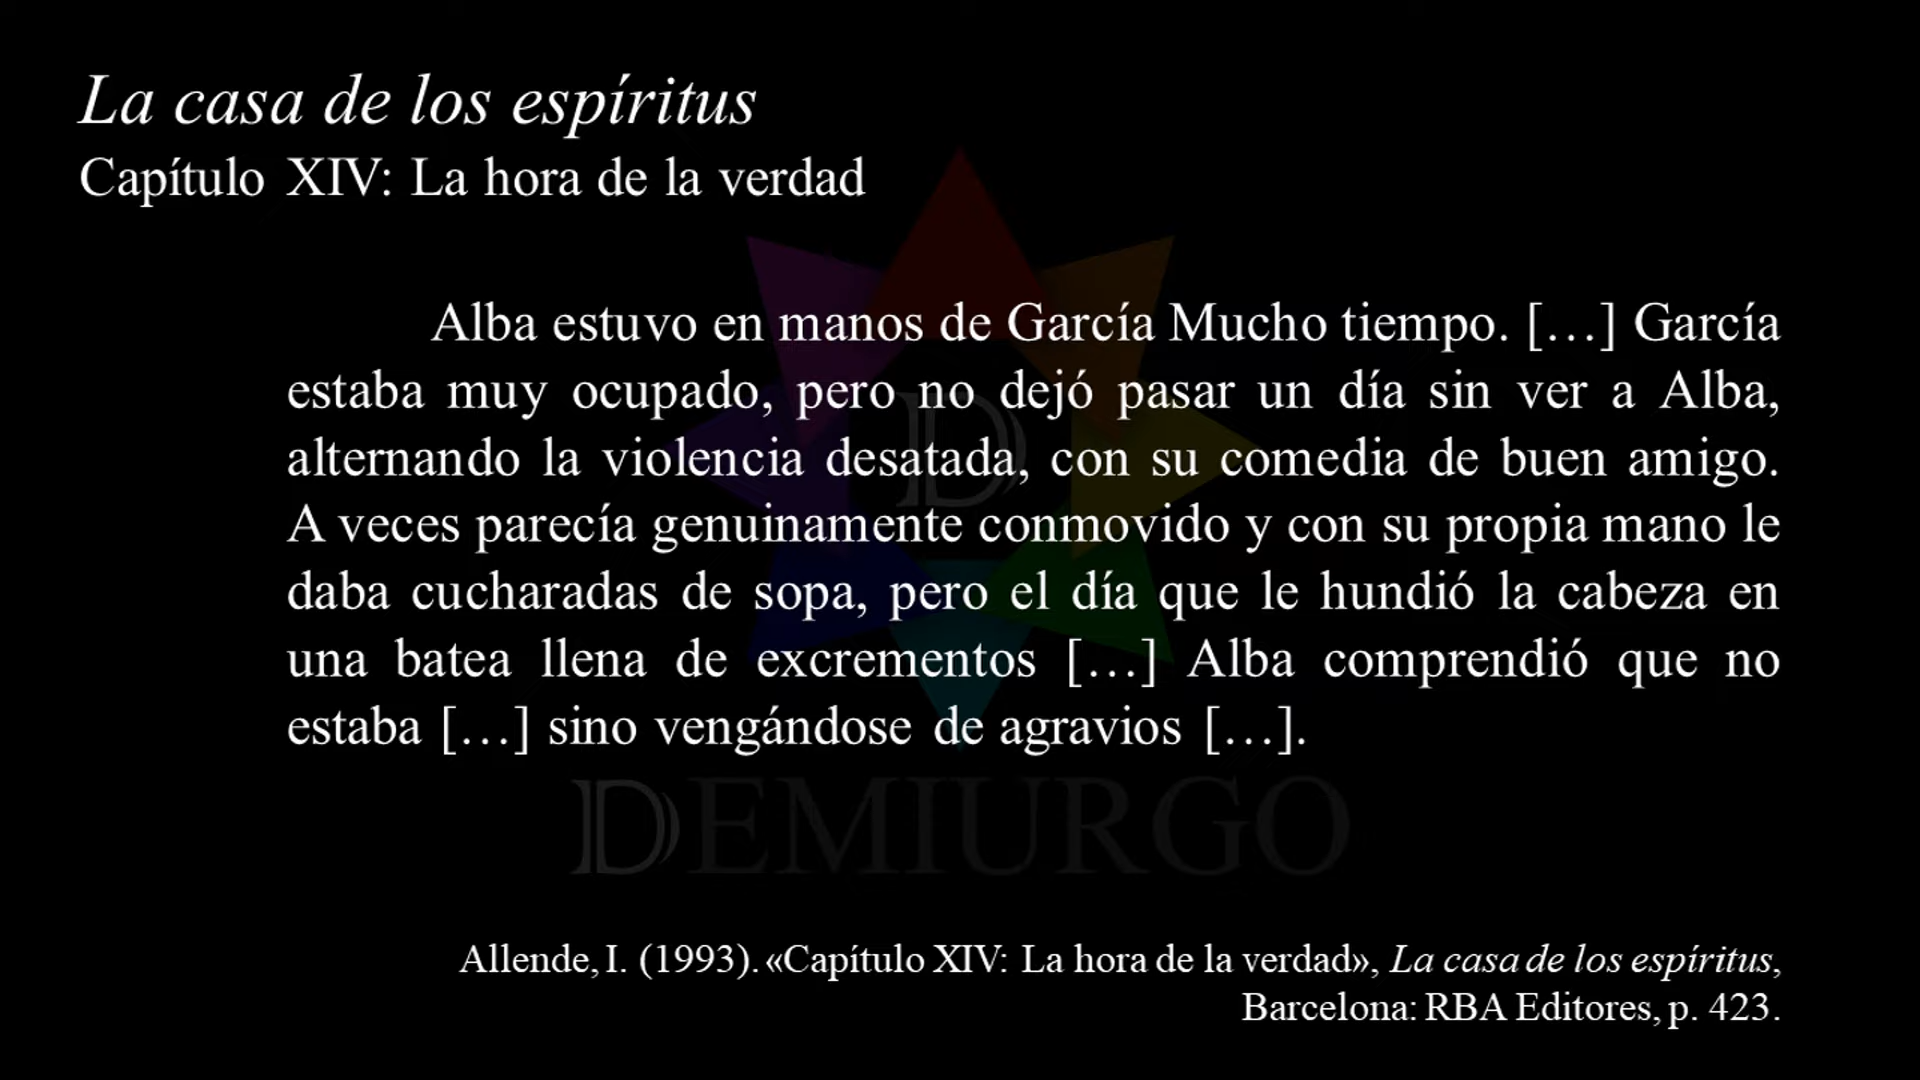 La casa de los espíritus
Capítulo XIV: La hora de la verdad
Alba estuvo en manos de García Mucho tiempo. […] García
estaba muy ocupado, pero no dejó pasar un día sin ver a Alba,
alternando la violencia desatada, con su comedia de buen amigo.
A veces parecía genuinamente conmovido y con su propia mano le
daba cucharadas de sopa, pero el día que le hundió la cabeza en
una batea llena de excrementos […] Alba comprendió que no
estaba […] sino vengándose de agravios […].
D
DEMIURGO
Allende, I. (1993). «Capítulo XIV: La hora de la verdad», La casa de los espíritus,
Barcelona: RBA Editores, p. 423.